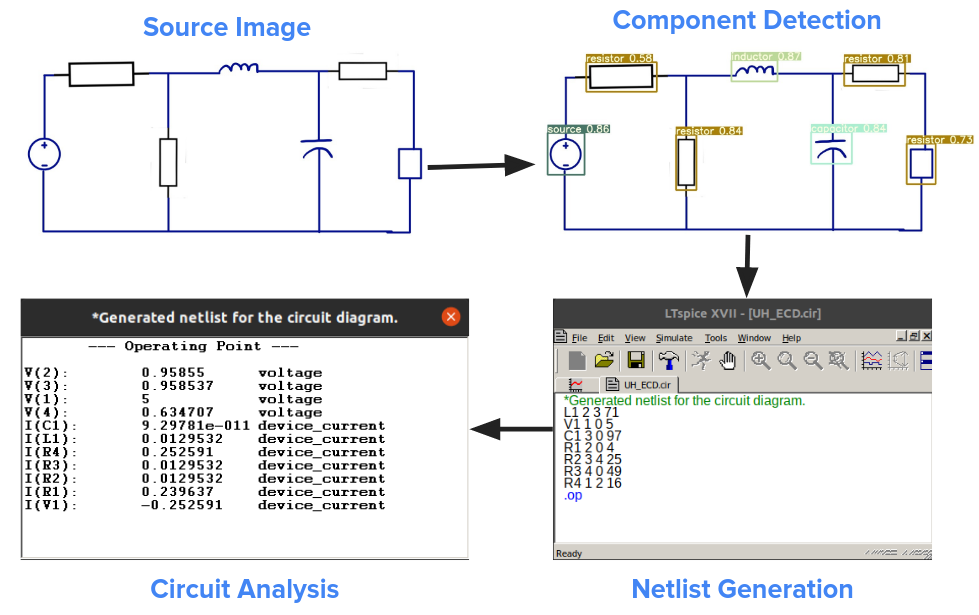 Source Image
Component Detection
resistor 0.58
inductor 0.87
resistor 0.81
source 0.86
resistor 0.84
capacitor 0.84
resistor 0.73
*Generated netlist for the circuit diagram.
--- Operating Point ---
V(2): 0.95855 voltage
V(3): 0.958537 voltage
V(1): 5 voltage
V(4): 0.634707 voltage
I(C1): 9.29781e-011 device_current
I(L1): 0.0129532 device_current
I(R4): 0.252591 device_current
I(R3): 0.0129532 device_current
I(R2): 0.0129532 device_current
I(R1): 0.239637 device_current
I(V1): -0.252591 device_current
LTspice XVII - [UH_ECD.cir]
File Edit View Simulate Tools Window Help
UH_ECD.cir
*Generated netlist for the circuit diagram.
L1 2 3 71
V1 1 0 5
C1 3 0 97
R1 2 0 4
R2 3 4 25
R3 4 0 49
R4 1 2 16
.op
Ready
Circuit Analysis
Netlist Generation